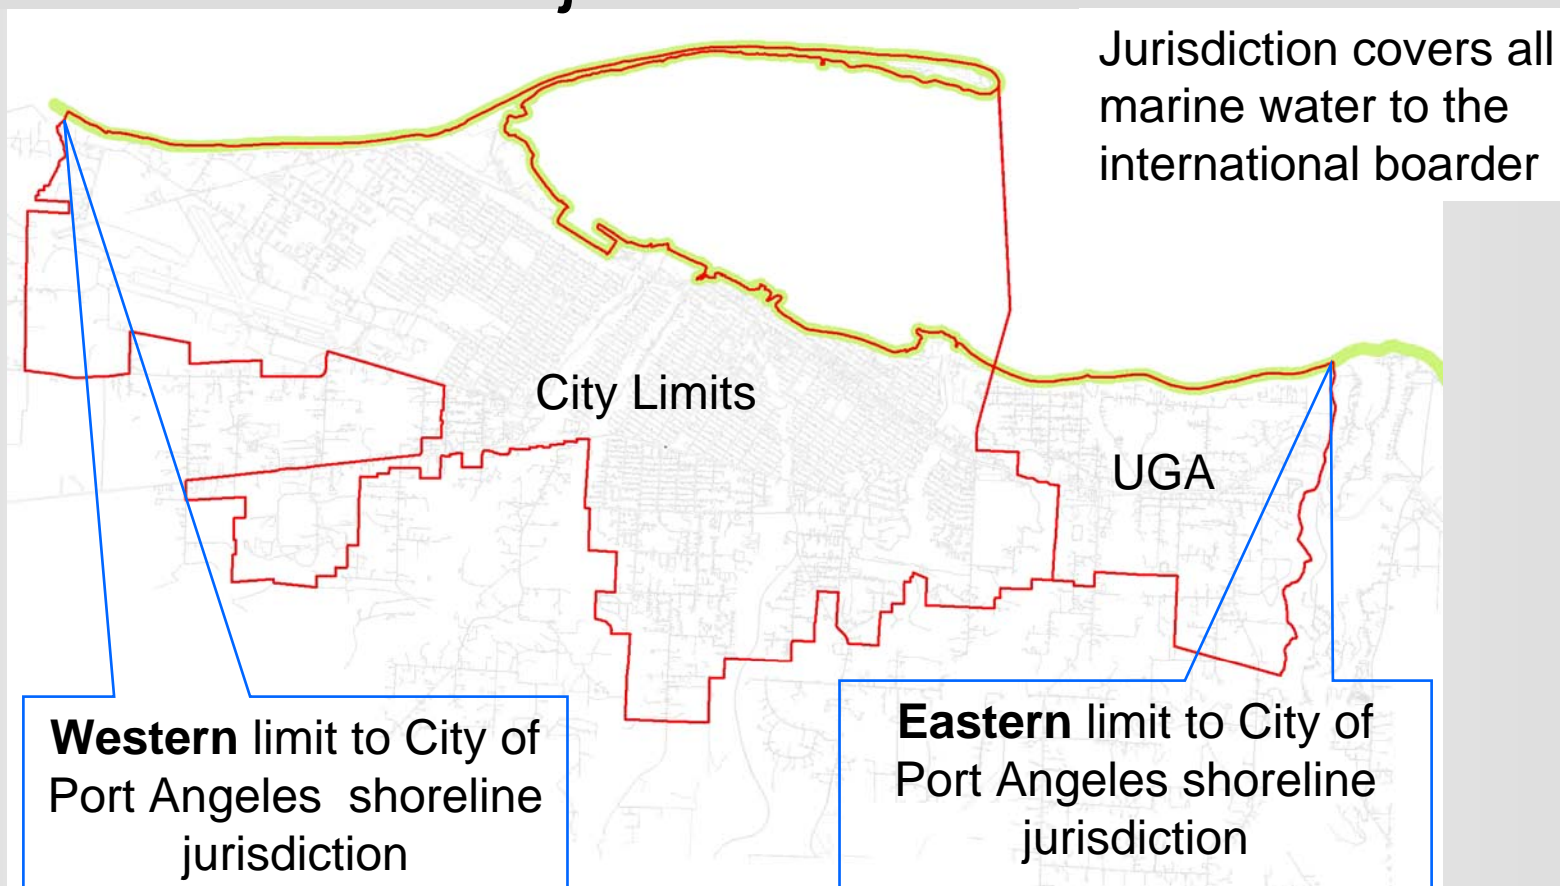 Jurisdiction covers all
marine water to the
international boarder
City Limits
UGA
Western limit to City of
Port Angeles shoreline
jurisdiction
Eastern limit to City of
Port Angeles shoreline
jurisdiction